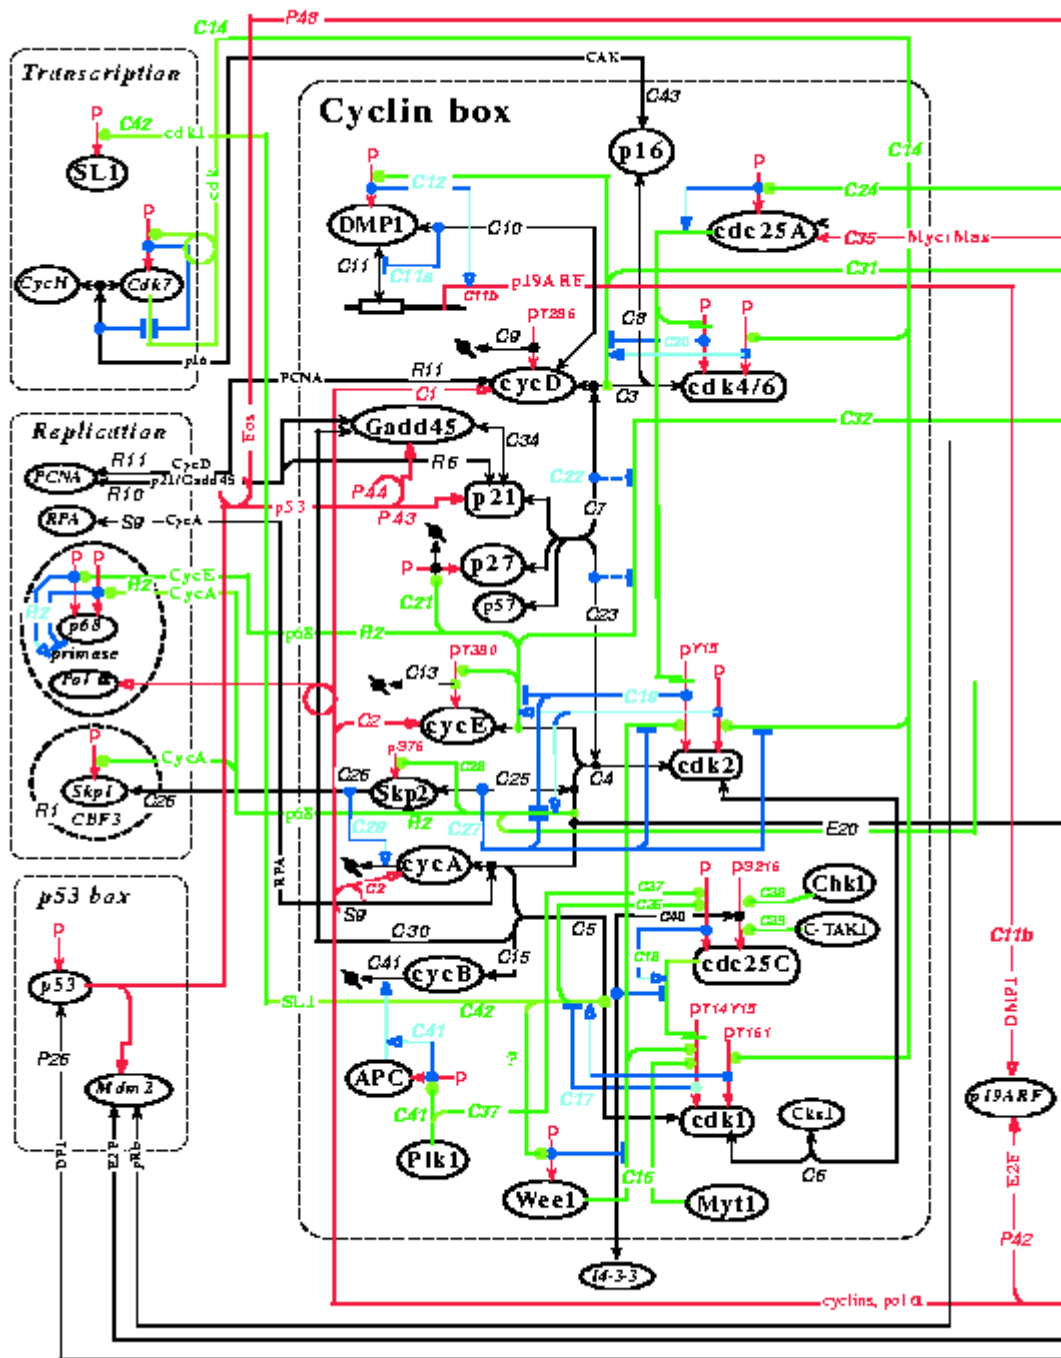 P48
C14
CAK
Transcription
Cyclin box
P
C42
cdk1
C43
SL1
p16
C14
cdk
P
C12
P
C24
DMP1
C10
cdc25A
C35
Myc:Max
P
C11
C11a
C31
CycH
Cdk7
C11b
p19ARF
pT286
C8
P
P
C9
C20
p16
PCNA
R11
cycD
C3
cdk4/6
C1
Replication
Eos
Gadd45
C34
C32
R11
CycD
PCNA
p21/Gadd45
R10
R6
C22
P44
p21
p53
P43
C7
RPA
S9
CycA
P
P
CycE
R2
CycA
R2
P
p27
C21
p57
C23
p68
primase
p68
R2
pT380
pY15
P
Pol α
C13
C19
C2
cycE
cdk2
C4
P
CycA
pS76
C28
C26
C25
Skp1
C26
Skp2
R1
CBF3
p68
R2
C27
C29
E20
RPA
cycA
C2
S9
C37
C36
P
pS216
C38
Chk1
C40
C39
C-TAK1
p53 box
P
C30
C5
C15
C18
cdc25C
C11b
C41
cycB
p53
SL1
C42
pT14Y15
pT161
DMP1
P26
C41
?
Mdm2
APC
P
C17
p19ARF
C41
C37
cdk1
Cks1
DP1
E2F
pRb
Plk1
P
C6
E2F
C16
Wee1
Myt1
P42
14-3-3
cyclins, pol α